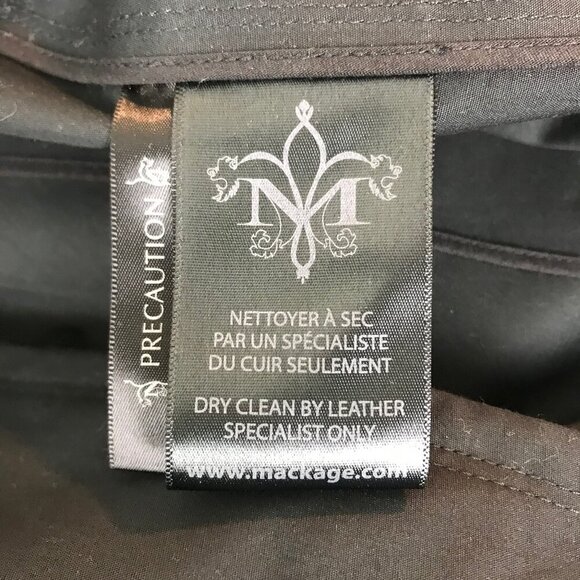 PRECAUTION
M
NETTOYER À SEC
PAR UN SPÉCIALISTE
DU CUIR SEULEMENT
DRY CLEAN BY LEATHER
SPECIALIST ONLY
www.mackage.com